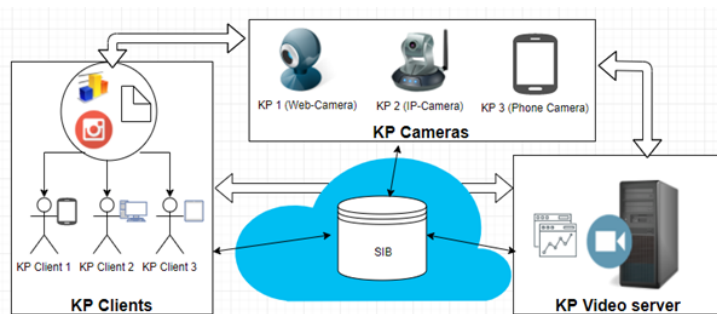 KP 1 (Web-Camera)
KP 2 (IP-Camera)
KP 3 (Phone Camera)
KP Cameras
KP Client 1
KP Client 2
KP Client 3
KP Clients
SIB
KP Video server